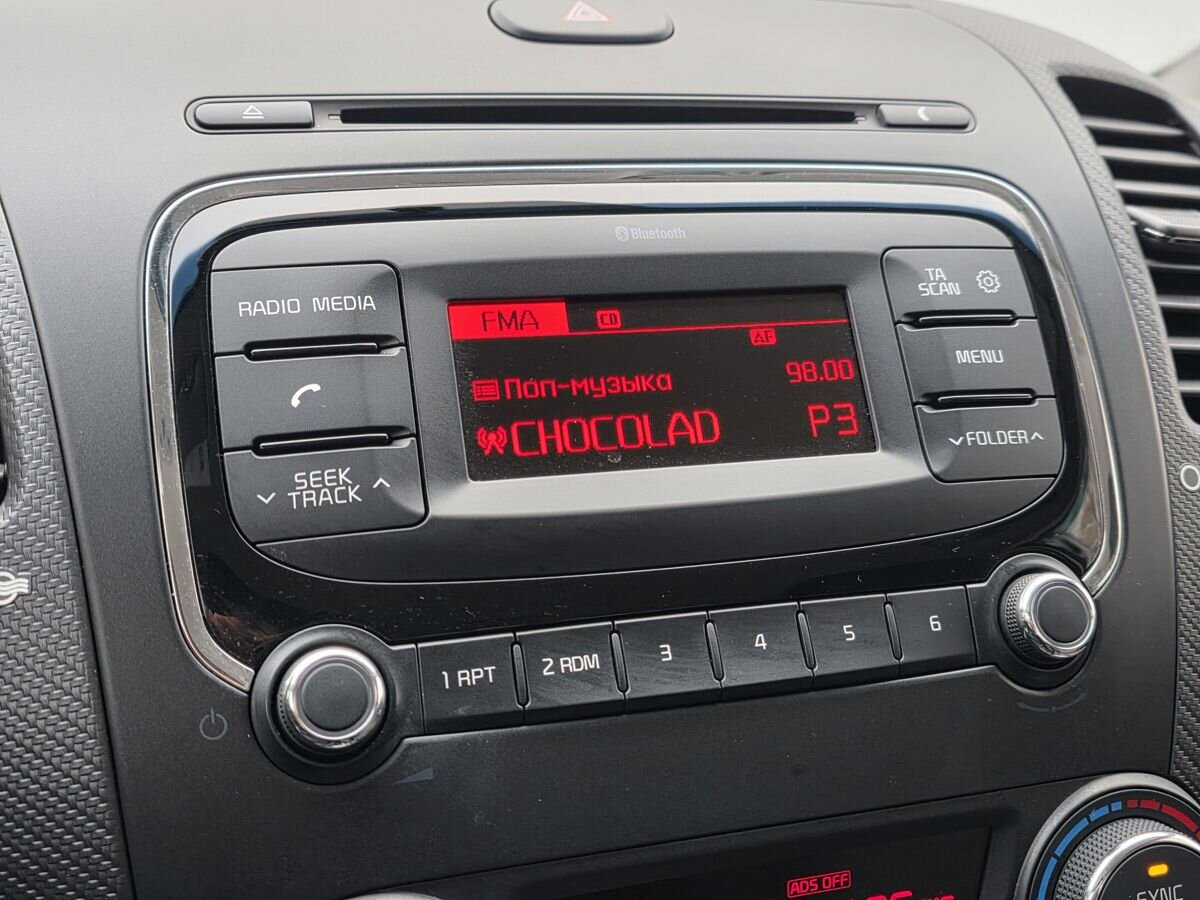 Bluetooth
RADIO MEDIA
TA
SCAN
FMA CD
AF
MENU
Поп-музыка 98.00
CHOCOLAD P3
SEEK
TRACK
FOLDER
1 RPT 2 RDM 3 4 5 6
ADS OFF
SYNC